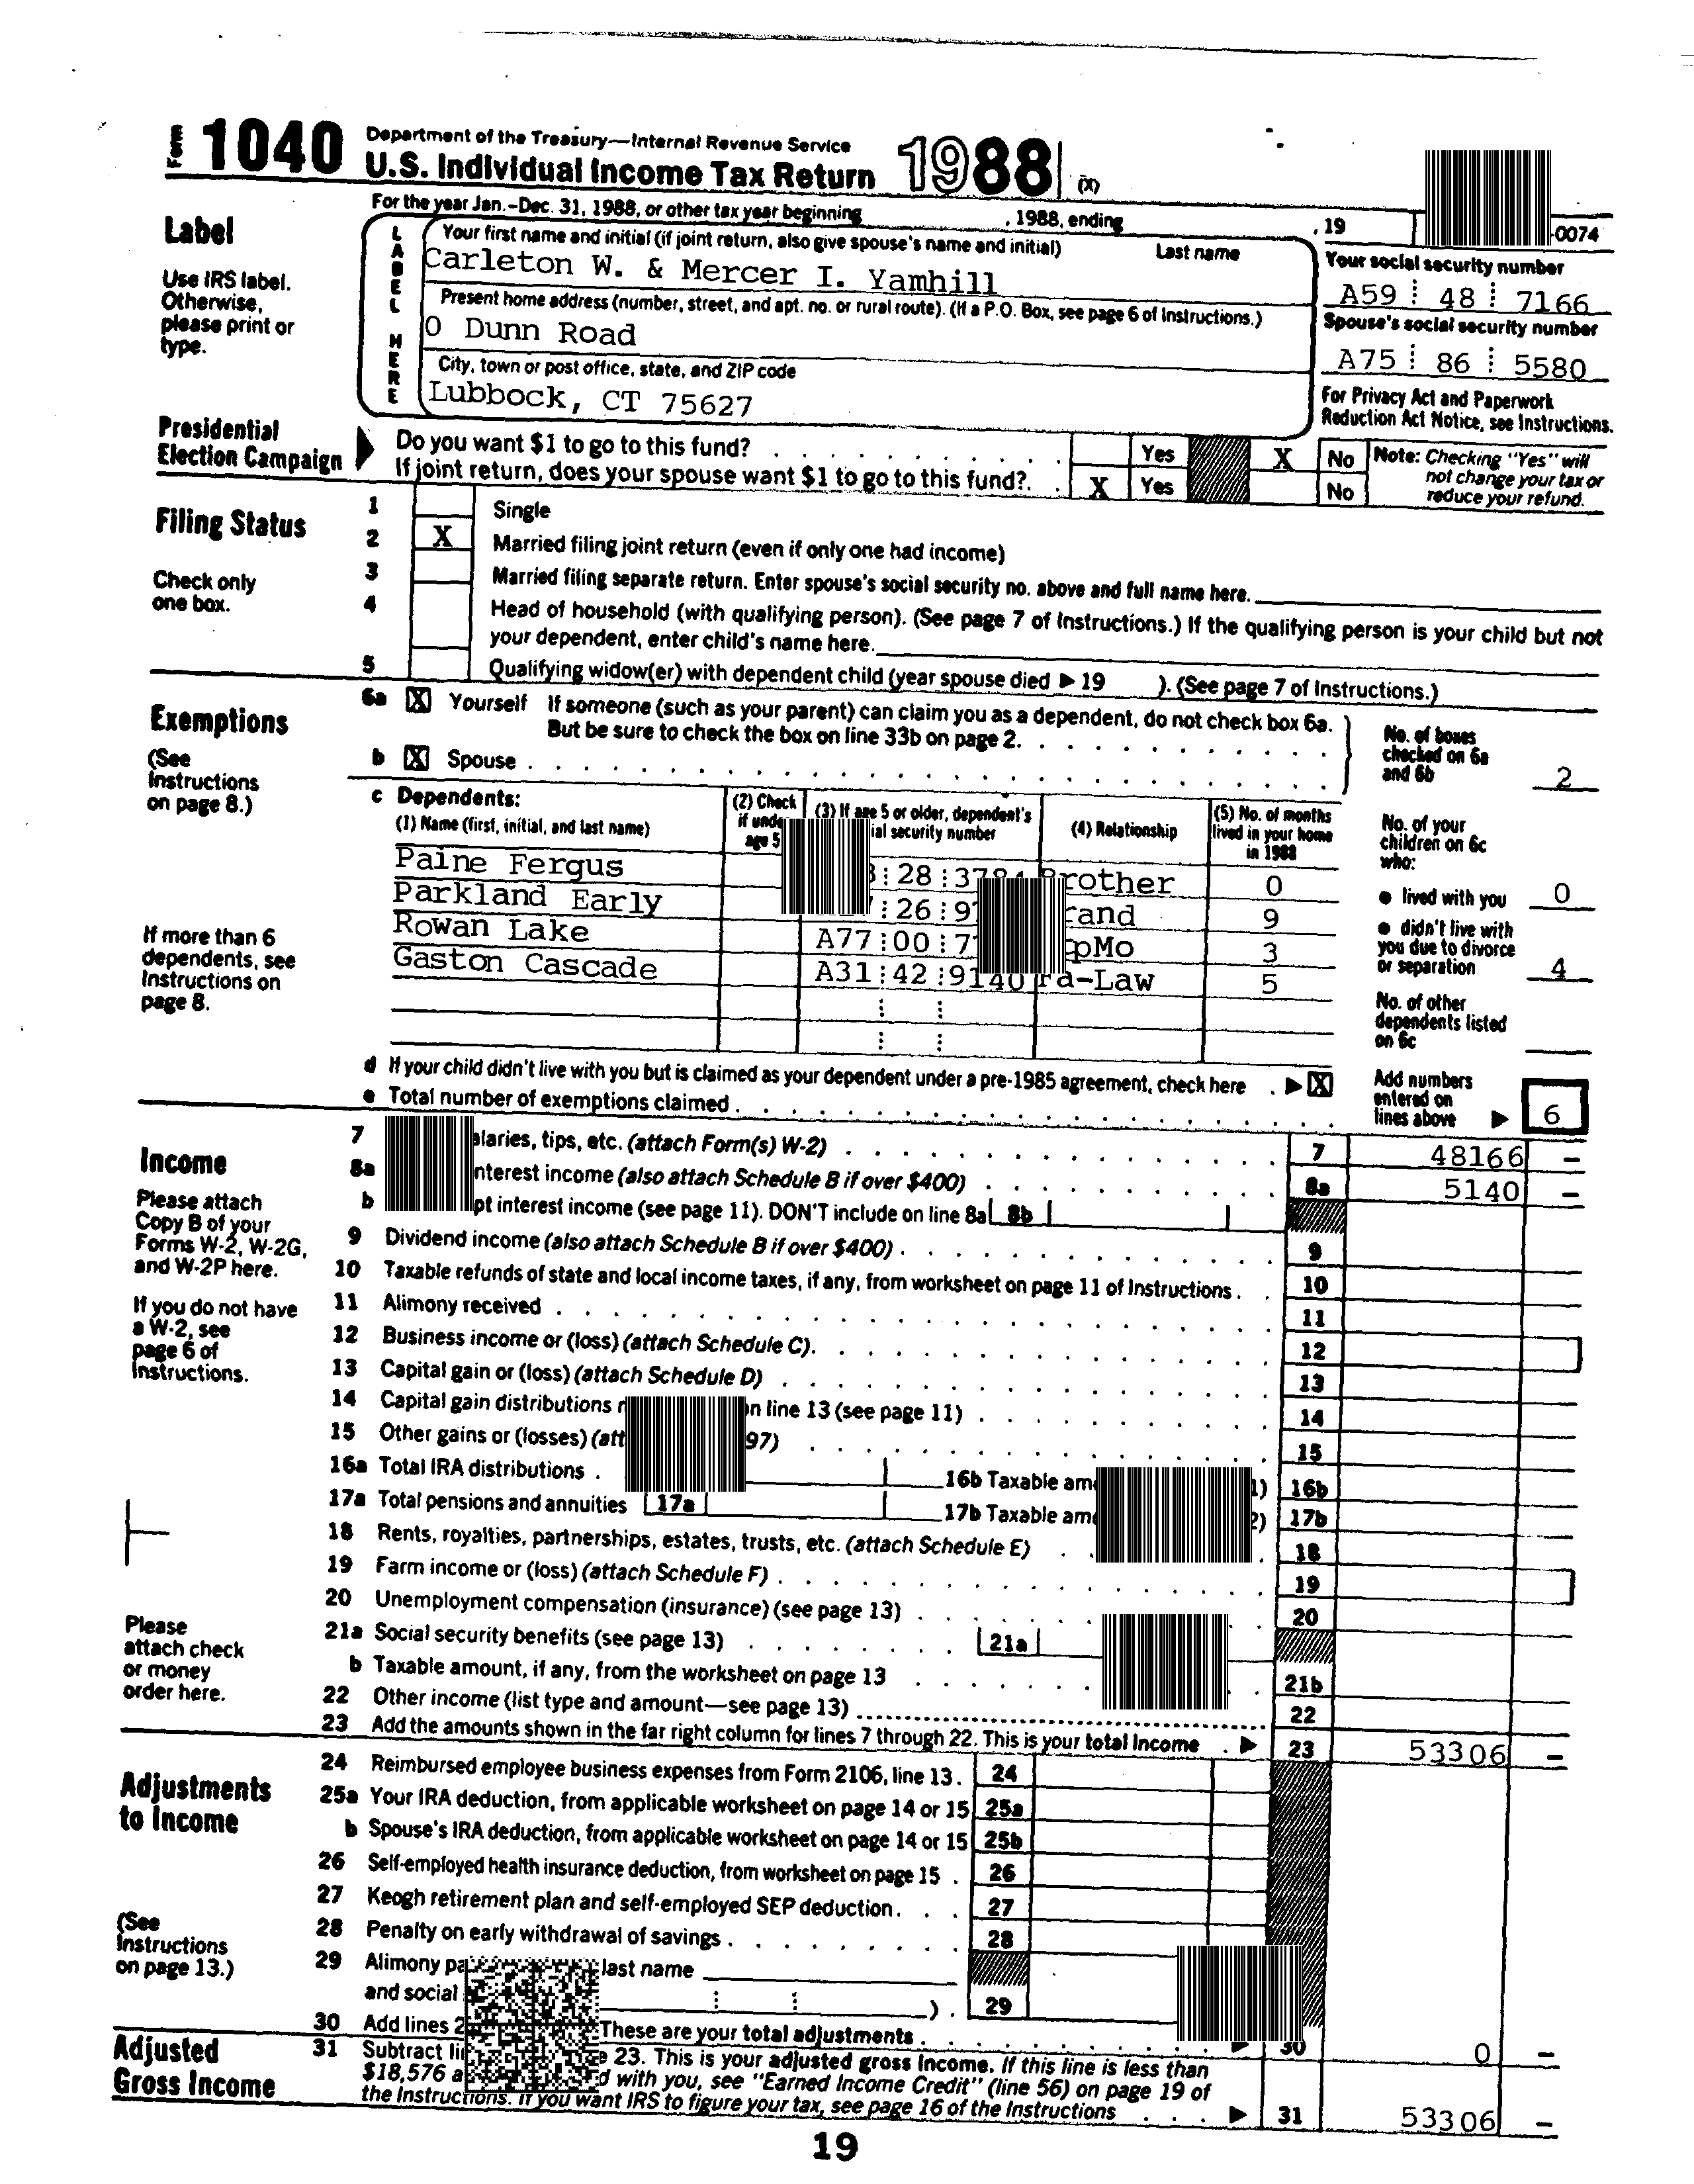 Form 1040 Department of the Treasury—Internal Revenue Service
U.S. Individual Income Tax Return 1988 (X)
For the year Jan.-Dec. 31, 1988, or other tax year beginning , 1988, ending , 19 -0074
Label
Use IRS label.
Otherwise,
please print or
type.
LABEL HERE
Your first name and initial (if joint return, also give spouse's name and initial) Last name
Carleton W. & Mercer I. Yamhill
Present home address (number, street, and apt. no. or rural route). (If a P.O. Box, see page 6 of Instructions.)
0 Dunn Road
City, town or post office, state, and ZIP code
Lubbock, CT 75627
Your social security number
A59 48 7166
Spouse's social security number
A75 86 5580
For Privacy Act and Paperwork
Reduction Act Notice, see Instructions.
Presidential
Election Campaign
Do you want $1 to go to this fund? Yes X No
If joint return, does your spouse want $1 to go to this fund?. X Yes No
Note: Checking "Yes" will
not change your tax or
reduce your refund.
Filing Status
Check only
one box.
1 Single
2 X Married filing joint return (even if only one had income)
3 Married filing separate return. Enter spouse's social security no. above and full name here.
4 Head of household (with qualifying person). (See page 7 of Instructions.) If the qualifying person is your child but not
your dependent, enter child's name here.
5 Qualifying widow(er) with dependent child (year spouse died ▶ 19 ). (See page 7 of Instructions.)
Exemptions
(See
Instructions
on page 8.)
If more than 6
dependents, see
Instructions on
page 8.
6a X Yourself If someone (such as your parent) can claim you as a dependent, do not check box 6a.
But be sure to check the box on line 33b on page 2.
b X Spouse
No. of boxes
checked on 6a
and 6b 2
c Dependents:
(1) Name (first, initial, and last name)
(2) Check
if unde
age 5
(3) If age 5 or older, dependent's
ial security number
(4) Relationship
(5) No. of months
lived in your home
in 1988
Paine Fergus :28: Brother 0
Parkland Early :26: rand 9
Rowan Lake A77:00:7 pMo 3
Gaston Cascade A31:42:9140 Fa-Law 5
No. of your
children on 6c
who:
● lived with you 0
● didn't live with
you due to divorce
or separation 4
No. of other
dependents listed
on 6c
d If your child didn't live with you but is claimed as your dependent under a pre-1985 agreement, check here . ▶ X
e Total number of exemptions claimed
Add numbers
entered on
lines above ▶ 6
Income
Please attach
Copy B of your
Forms W-2, W-2G,
and W-2P here.
If you do not have
a W-2, see
page 6 of
Instructions.
Please
attach check
or money
order here.
7 alaries, tips, etc. (attach Form(s) W-2) 7 48166 —
8a nterest income (also attach Schedule B if over $400) 8a 5140 —
b pt interest income (see page 11). DON'T include on line 8a 8b
9 Dividend income (also attach Schedule B if over $400) 9
10 Taxable refunds of state and local income taxes, if any, from worksheet on page 11 of Instructions 10
11 Alimony received 11
12 Business income or (loss) (attach Schedule C) 12
13 Capital gain or (loss) (attach Schedule D) 13
14 Capital gain distributions n line 13 (see page 11) 14
15 Other gains or (losses) (att 97) 15
16a Total IRA distributions 16b Taxable am 1) 16b
17a Total pensions and annuities 17a 17b Taxable am 2) 17b
18 Rents, royalties, partnerships, estates, trusts, etc. (attach Schedule E) 18
19 Farm income or (loss) (attach Schedule F) 19
20 Unemployment compensation (insurance) (see page 13) 20
21a Social security benefits (see page 13) 21a
b Taxable amount, if any, from the worksheet on page 13 21b
22 Other income (list type and amount—see page 13) 22
23 Add the amounts shown in the far right column for lines 7 through 22. This is your total income ▶ 23 53306 —
Adjustments
to Income
(See
Instructions
on page 13.)
24 Reimbursed employee business expenses from Form 2106, line 13. 24
25a Your IRA deduction, from applicable worksheet on page 14 or 15 25a
b Spouse's IRA deduction, from applicable worksheet on page 14 or 15 25b
26 Self-employed health insurance deduction, from worksheet on page 15 26
27 Keogh retirement plan and self-employed SEP deduction 27
28 Penalty on early withdrawal of savings 28
29 Alimony pa last name
and social ). 29
30 Add lines 2 These are your total adjustments ▶ 30 0 —
Adjusted
Gross Income
31 Subtract li e 23. This is your adjusted gross income. If this line is less than
$18,576 a d with you, see "Earned Income Credit" (line 56) on page 19 of
the Instructions. If you want IRS to figure your tax, see page 16 of the Instructions ▶ 31 53306 —
19